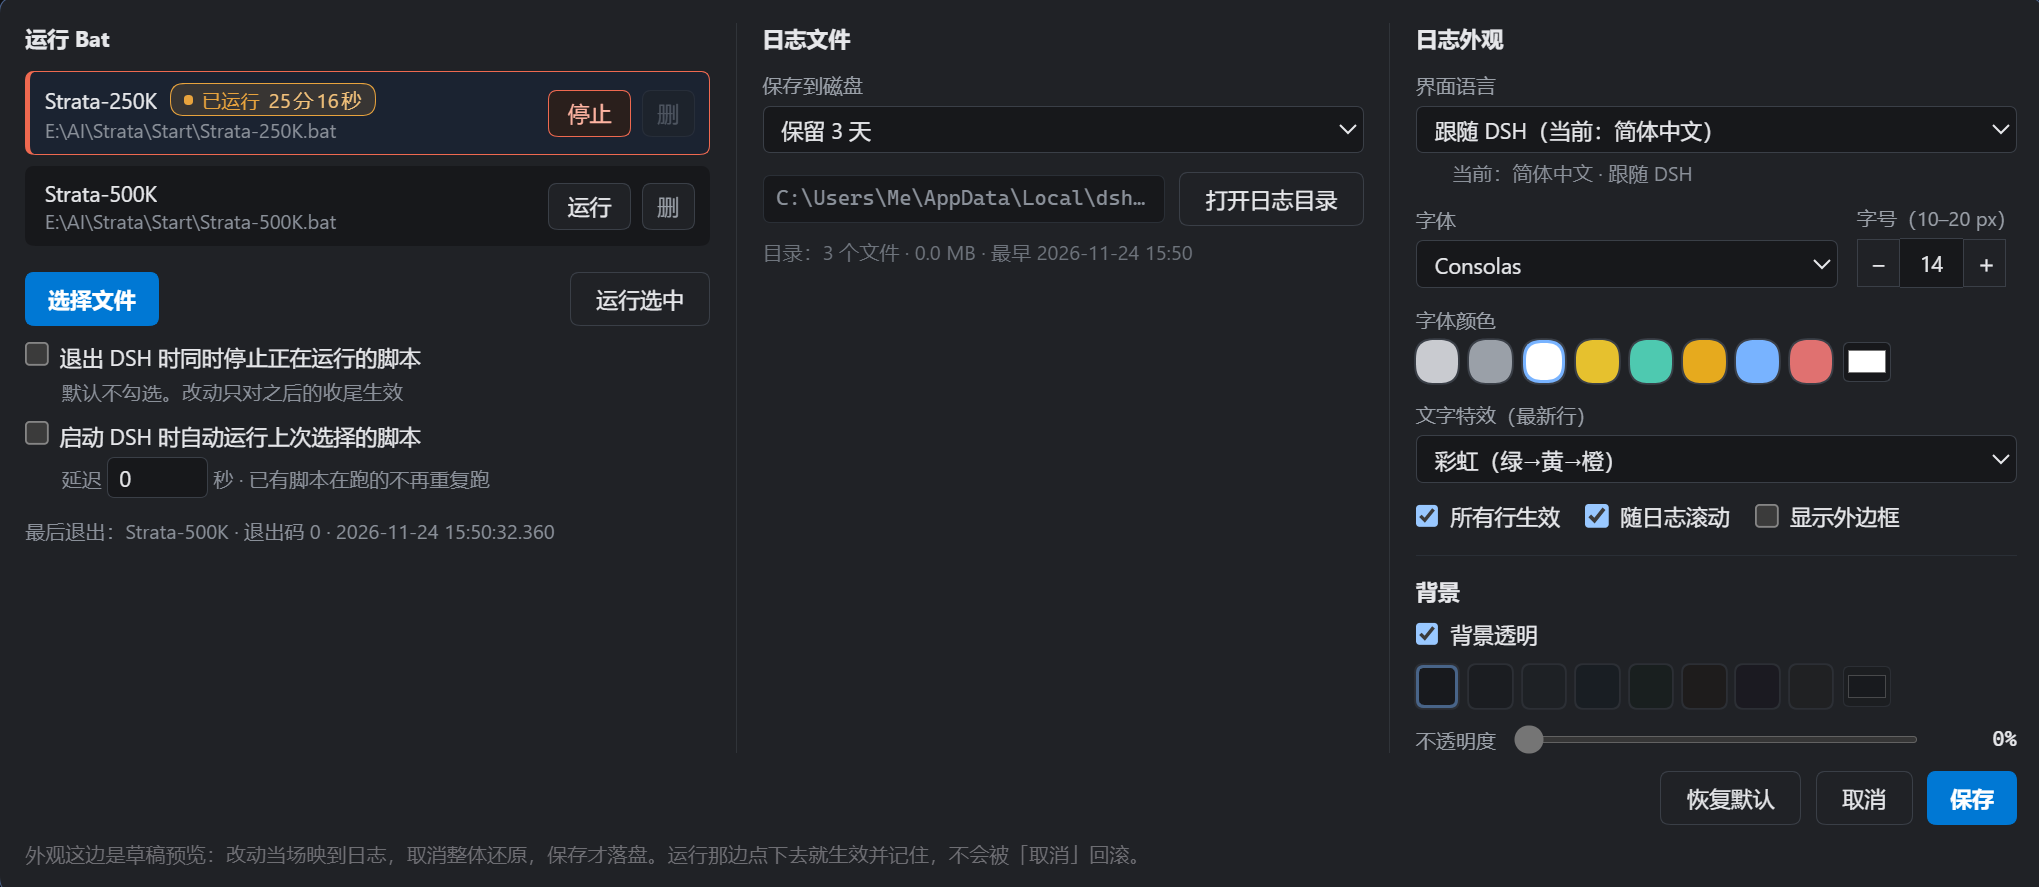 运行 Bat
Strata-250K
已运行 25分16秒
E:\AI\Strata\Start\Strata-250K.bat
停止
删
Strata-500K
E:\AI\Strata\Start\Strata-500K.bat
运行
删
选择文件
运行选中
退出 DSH 时同时停止正在运行的脚本
默认不勾选。改动只对之后的收尾生效
启动 DSH 时自动运行上次选择的脚本
延迟 0 秒 · 已有脚本在跑的不再重复跑
最后退出：Strata-500K · 退出码 0 · 2026-11-24 15:50:32.360
日志文件
保存到磁盘
保留 3 天
C:\Users\Me\AppData\Local\dsh…
打开日志目录
目录：3 个文件 · 0.0 MB · 最早 2026-11-24 15:50
日志外观
界面语言
跟随 DSH（当前：简体中文）
当前：简体中文 · 跟随 DSH
字体
字号（10–20 px）
Consolas
− 14 +
字体颜色
文字特效（最新行）
彩虹（绿→黄→橙）
所有行生效 随日志滚动 显示外边框
背景
背景透明
不透明度
0%
恢复默认
取消
保存
外观这边是草稿预览：改动当场映到日志，取消整体还原，保存才落盘。运行那边点下去就生效并记住，不会被「取消」回滚。